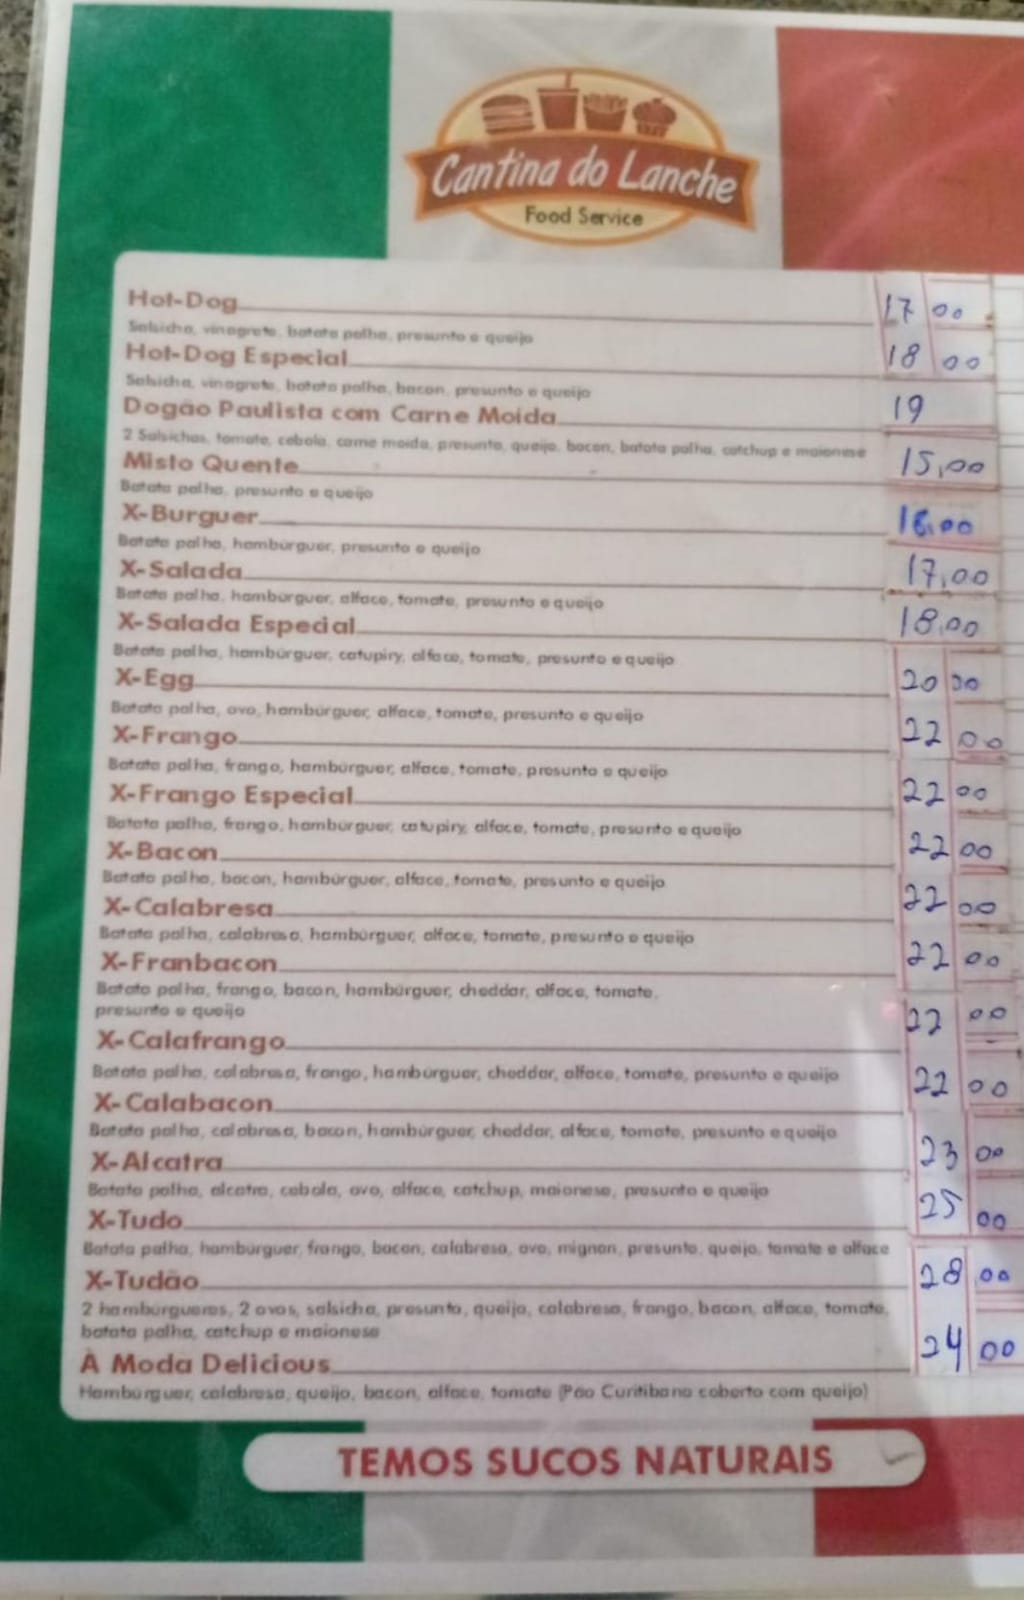 Cantina do Lanche
Food Service
Hot-Dog 17 00
Salsicha, vinagrete, batata palha, presunto e queijo
Hot-Dog Especial 18 00
Salsicha, vinagrete, batata palha, bacon, presunto e queijo
Dogão Paulista com Carne Moída 19
2 Salsichas, tomate, cebola, carne moída, presunto, queijo, bacon, batata palha, catchup e maionese
Misto Quente 15,00
Batata palha, presunto e queijo
X-Burguer 16,00
Batata palha, hambúrguer, presunto e queijo
X-Salada 17,00
Batata palha, hambúrguer, alface, tomate, presunto e queijo
X-Salada Especial 18,00
Batata palha, hambúrguer, catupiry, alface, tomate, presunto e queijo
X-Egg 20 00
Batata palha, ovo, hambúrguer, alface, tomate, presunto e queijo
X-Frango 22 00
Batata palha, frango, hambúrguer, alface, tomate, presunto e queijo
X-Frango Especial 22 00
Batata palha, frango, hambúrguer, catupiry, alface, tomate, presunto e queijo
X-Bacon 22 00
Batata palha, bacon, hambúrguer, alface, tomate, presunto e queijo
X-Calabresa 22 00
Batata palha, calabresa, hambúrguer, alface, tomate, presunto e queijo
X-Franbacon 22 00
Batata palha, frango, bacon, hambúrguer, cheddar, alface, tomate,
presunto e queijo
X-Calafrango 22 00
Batata palha, calabresa, frango, hambúrguer, cheddar, alface, tomate, presunto e queijo
X-Calabacon 22 00
Batata palha, calabresa, bacon, hambúrguer, cheddar, alface, tomate, presunto e queijo
X-Alcatra 23 00
Batata palha, alcatra, cebola, ovo, alface, catchup, maionese, presunto e queijo
X-Tudo 25 00
Batata palha, hambúrguer, frango, bacon, calabresa, ovo, mignon, presunto, queijo, tomate e alface
X-Tudão 28,00
2 hambúrgueres, 2 ovos, salsicha, presunto, queijo, calabresa, frango, bacon, alface, tomate,
batata palha, catchup e maionese
À Moda Delicious 24 00
Hambúrguer, calabresa, queijo, bacon, alface, tomate (Pão Curitibano coberto com queijo)
TEMOS SUCOS NATURAIS